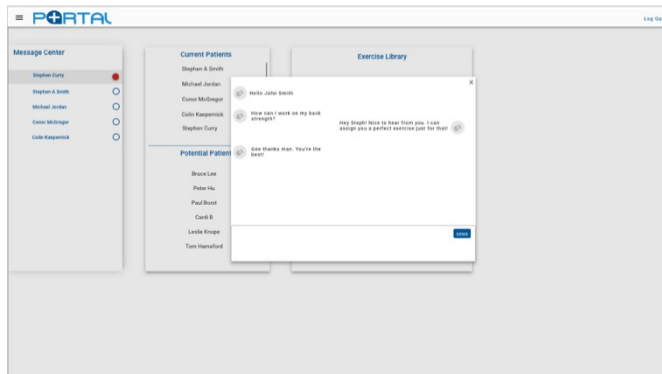 PORTAL
Log Ou
Message Center
Stephen Curry
Stephen A Smith
Michael Jordan
Conor McGregor
Colin Kaepernick
Current Patients
Stephen A Smith
Michael Jordan
Conor McGregor
Colin Kaepernick
Stephen Curry
Potential Patient
Bruce Lee
Peter Hu
Paul Borst
Cardi B
Leslie Knope
Tom Hansford
Exercise Library
X
Hello John Smith
How can I work on my back
strength?
Hey Steph! Nice to hear from you. I can
assign you a perfect exercise just for that!
Gee thanks man. You're the
best!
SEND